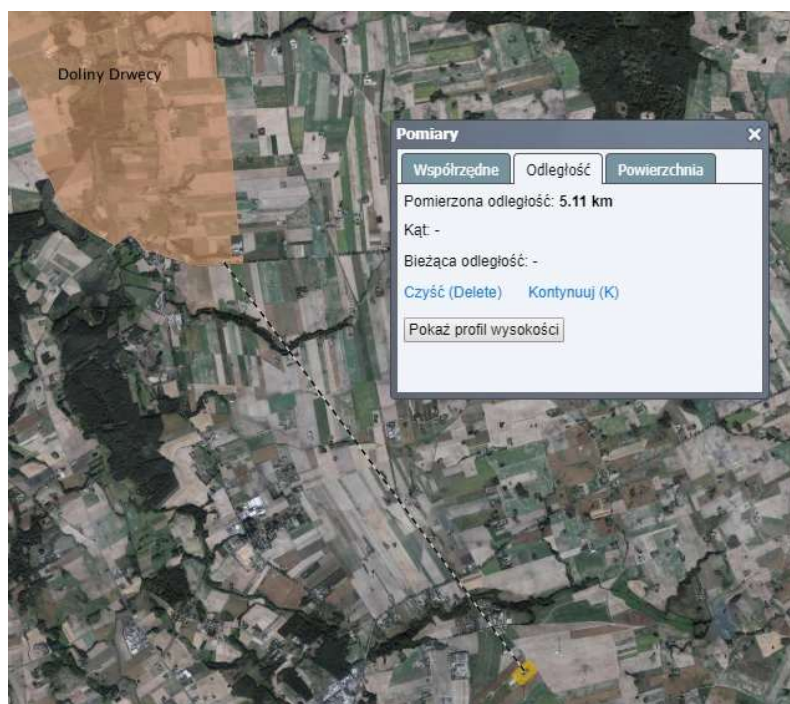 Doliny Drwęcy
Pomiary
Współrzędne Odległość Powierzchnia
Pomierzona odległość: 5.11 km
Kąt: -
Bieżąca odległość: -
Czyść (Delete) Kontynuuj (K)
Pokaż profil wysokości